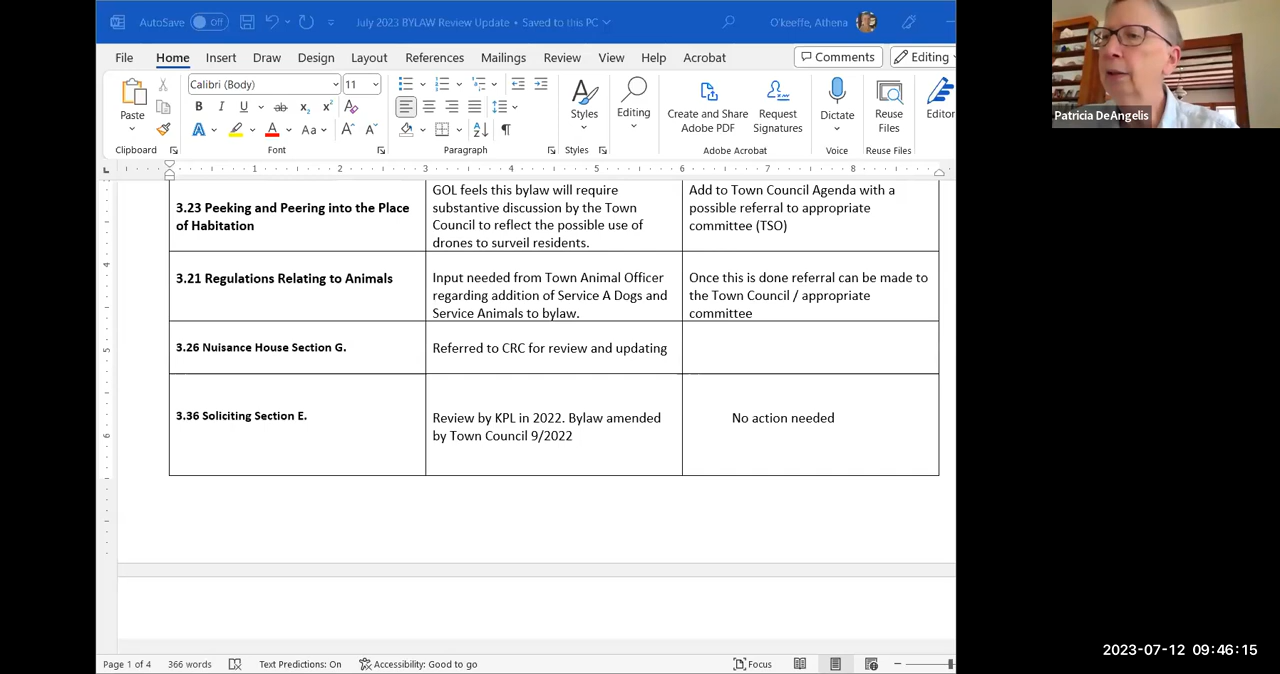 AutoSave Off July 2023 BYLAW Review Update • Saved to this PC O'keeffe, Athena
File Home Insert Draw Design Layout References Mailings Review View Help Acrobat Comments Editing
Calibri (Body) 11
Paste Styles Editing Create and Share Adobe PDF Request Signatures Dictate Reuse Files Editor
Clipboard Font Paragraph Styles Adobe Acrobat Voice Reuse Files
1 2 3 4 5 6 7 8
3.23 Peeking and Peering into the Place
of Habitation
GOL feels this bylaw will require
substantive discussion by the Town
Council to reflect the possible use of
drones to surveil residents.
Add to Town Council Agenda with a
possible referral to appropriate
committee (TSO)
3.21 Regulations Relating to Animals
Input needed from Town Animal Officer
regarding addition of Service A Dogs and
Service Animals to bylaw.
Once this is done referral can be made to
the Town Council / appropriate
committee
3.26 Nuisance House Section G.
Referred to CRC for review and updating
3.36 Soliciting Section E.
Review by KPL in 2022. Bylaw amended
by Town Council 9/2022
No action needed
Page 1 of 4 366 words Text Predictions: On Accessibility: Good to go Focus
Patricia DeAngelis
2023-07-12 09:46:15